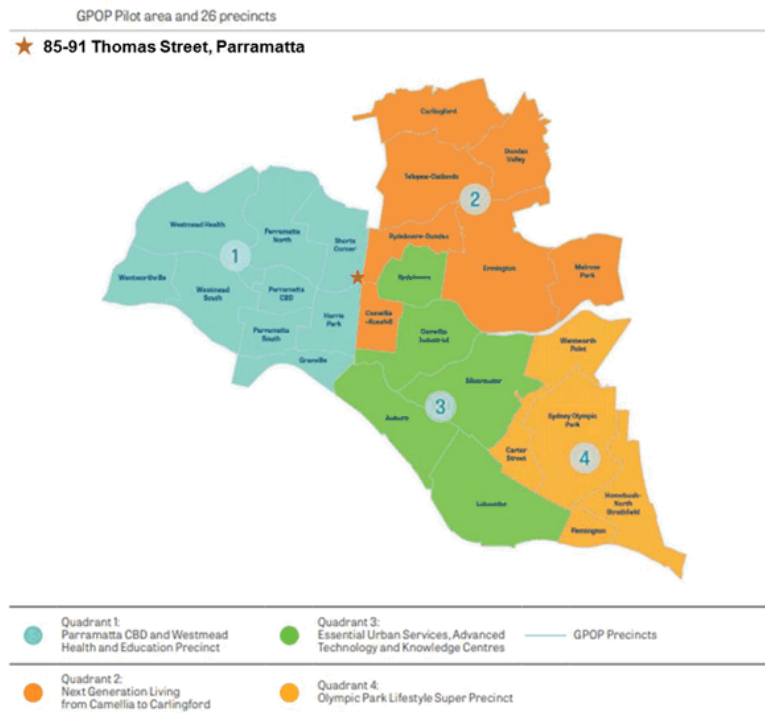 GPOP Pilot area and 26 precincts
85-91 Thomas Street, Parramatta
Carlingford
Dundas
Valley
Telopea-Oatlands
2
Westmead Health
Parramatta
North
Shorts
Corner
Rydalmere-Dundas
1
Rydalmere
Ermington
Melrose
Park
Wentworthville
Westmead
South
Parramatta
CBD
Harris
Park
Camellia
-Rosehill
Camellia
Industrial
Parramatta
South
Granville
Wentworth
Point
Silverwater
3
Auburn
Sydney Olympic
Park
Carter
Street
4
Lidcombe
Homebush-
North
Strathfield
Flemington
Quadrant 1:
Parramatta CBD and Westmead
Health and Education Precinct
Quadrant 3:
Essential Urban Services, Advanced
Technology and Knowledge Centres
GPOP Precincts
Quadrant 2:
Next Generation Living
from Camellia to Carlingford
Quadrant 4:
Olympic Park Lifestyle Super Precinct